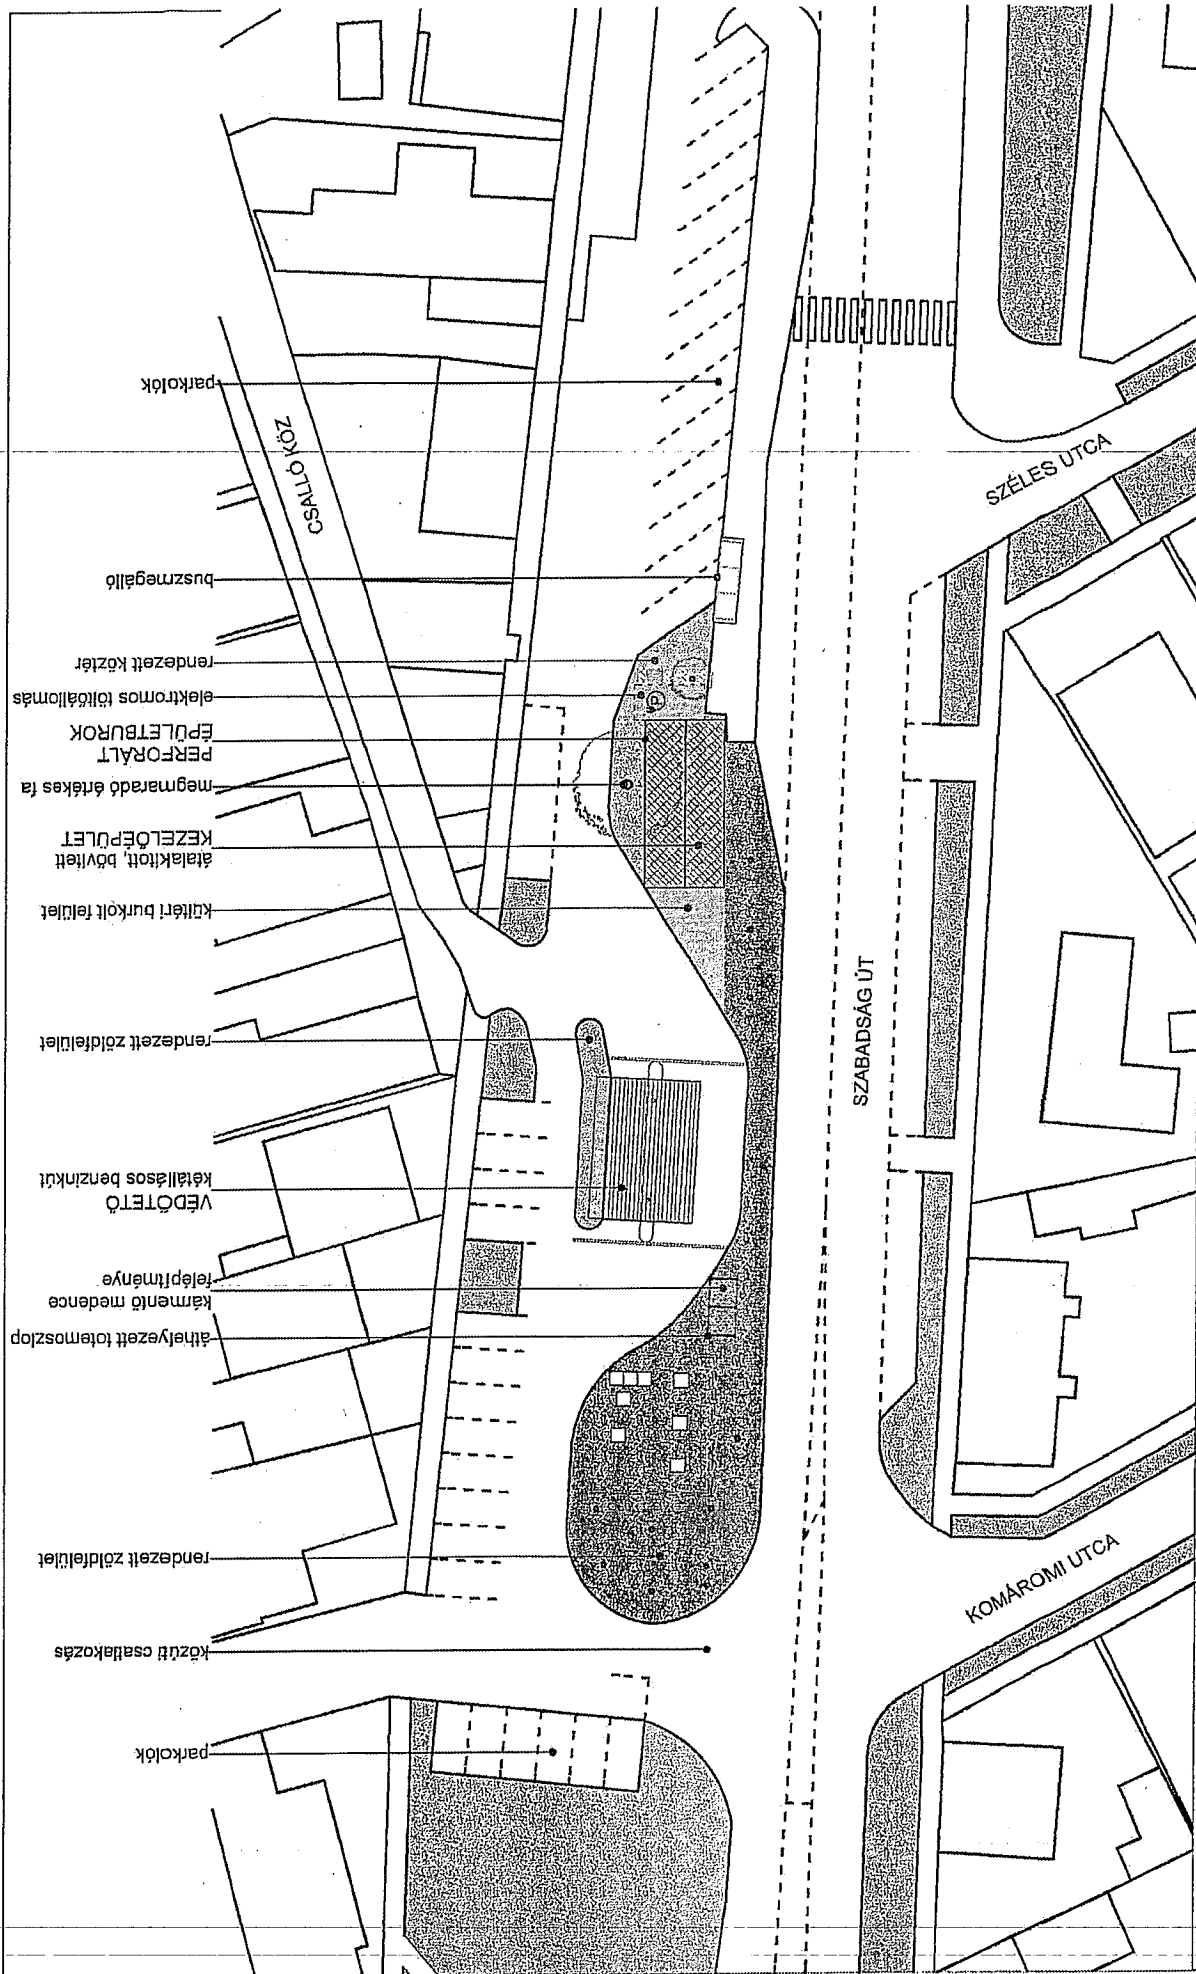 parkolók
CSALLÓ KÖZ
SZÉLES UTCA
buszmegálló
rendezett köztér
elektromos töltőállomás
P
PERFORÁLT
ÉPÜLETBUROK
megmaradó értékes fa
átalakított, bővített
KEZELŐÉPÜLET
kültéri burkolt felület
SZABADSÁG ÚT
rendezett zöldfelület
VÉDŐTETŐ
kétállásos benzinkút
kármentő medence
felépítménye
áthelyezett totemoszlop
rendezett zöldfelület
KOMÁROMI UTCA
közúti csatlakozás
parkolók